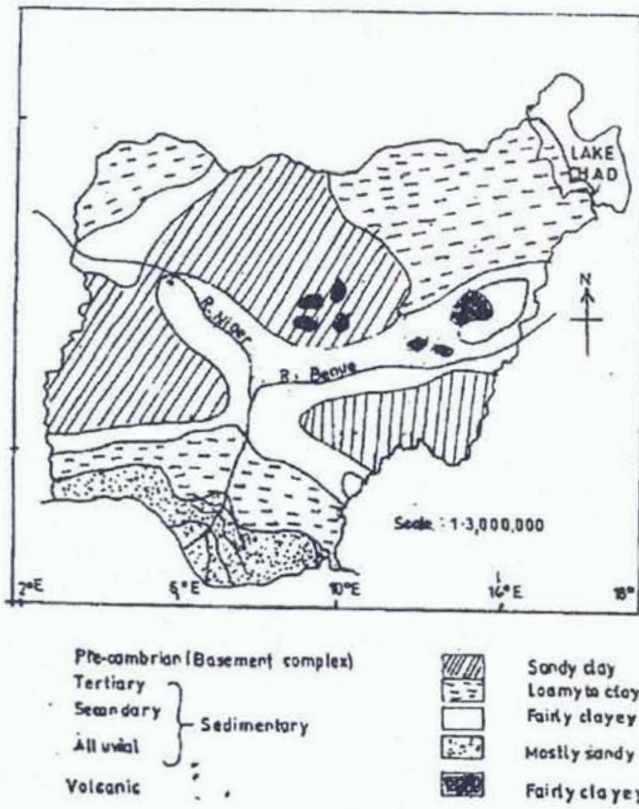 LAKE
CHAD
N
R. Niger
R. Benue
Scale : 1·3,000,000
2°E 6°E 10°E 14°E 18°
Pre-cambrian (Basement complex)
Tertiary
Secondary
Sedimentary
Alluvial
Volcanic
Sandy clay
Loamy to clay
Fairly clayey
Mostly sandy
Fairly clayey